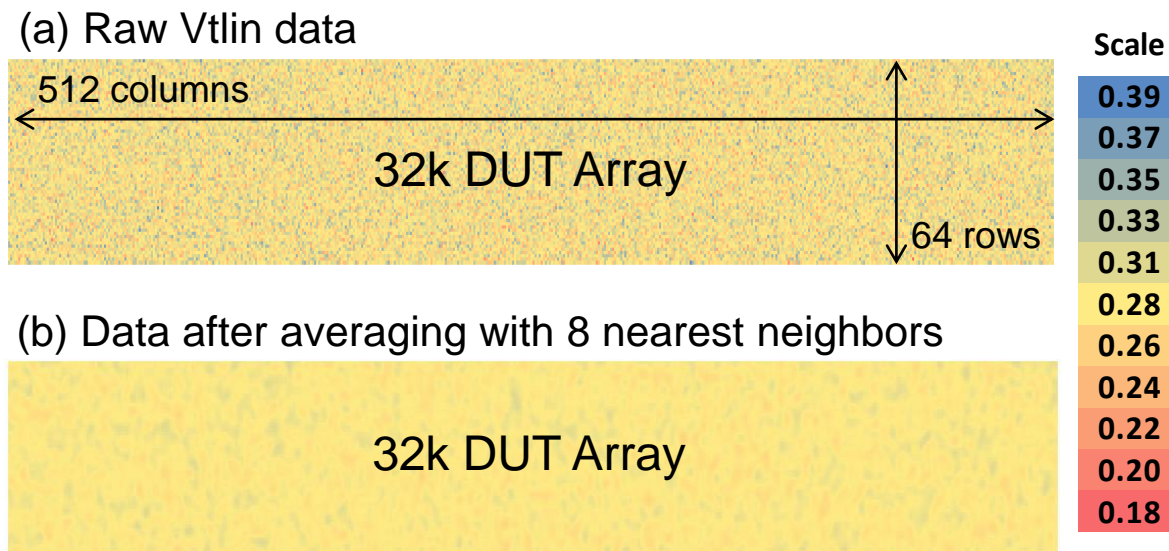 (a) Raw Vtlin data
512 columns
32k DUT Array
64 rows
(b) Data after averaging with 8 nearest neighbors
32k DUT Array
Scale
0.39
0.37
0.35
0.33
0.31
0.28
0.26
0.24
0.22
0.20
0.18